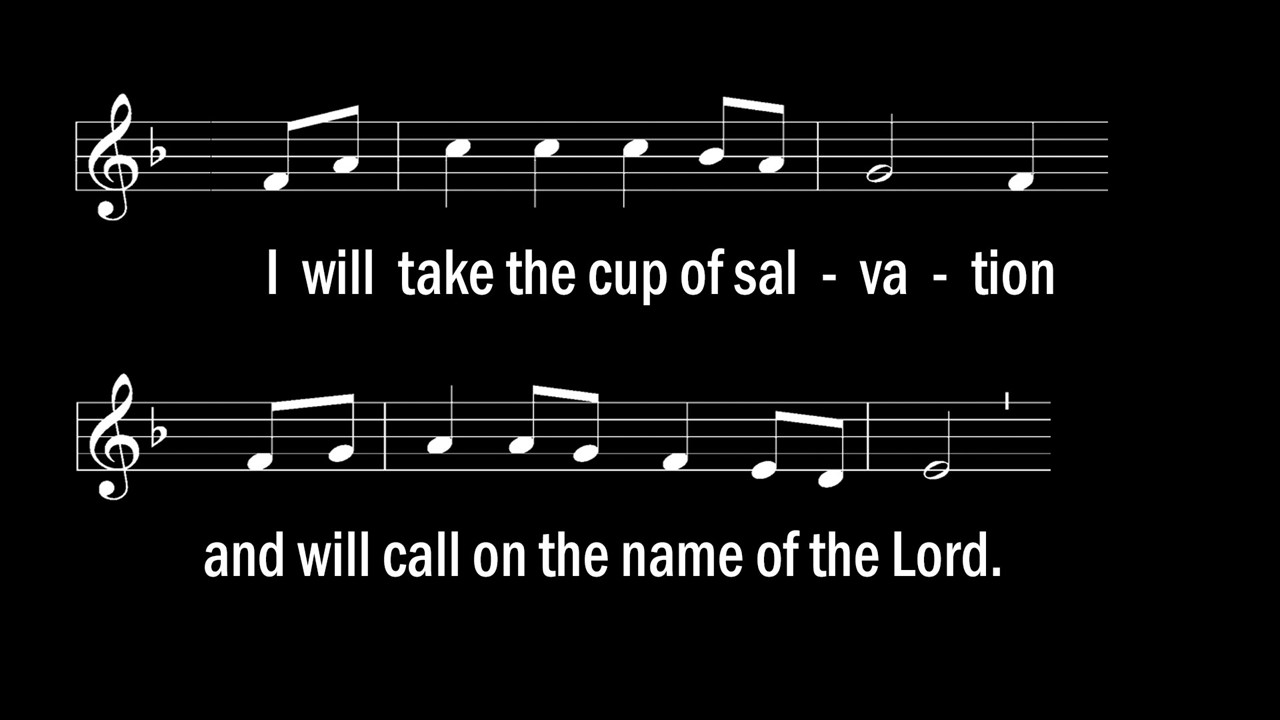 I will take the cup of sal - va - tion
and will call on the name of the Lord.